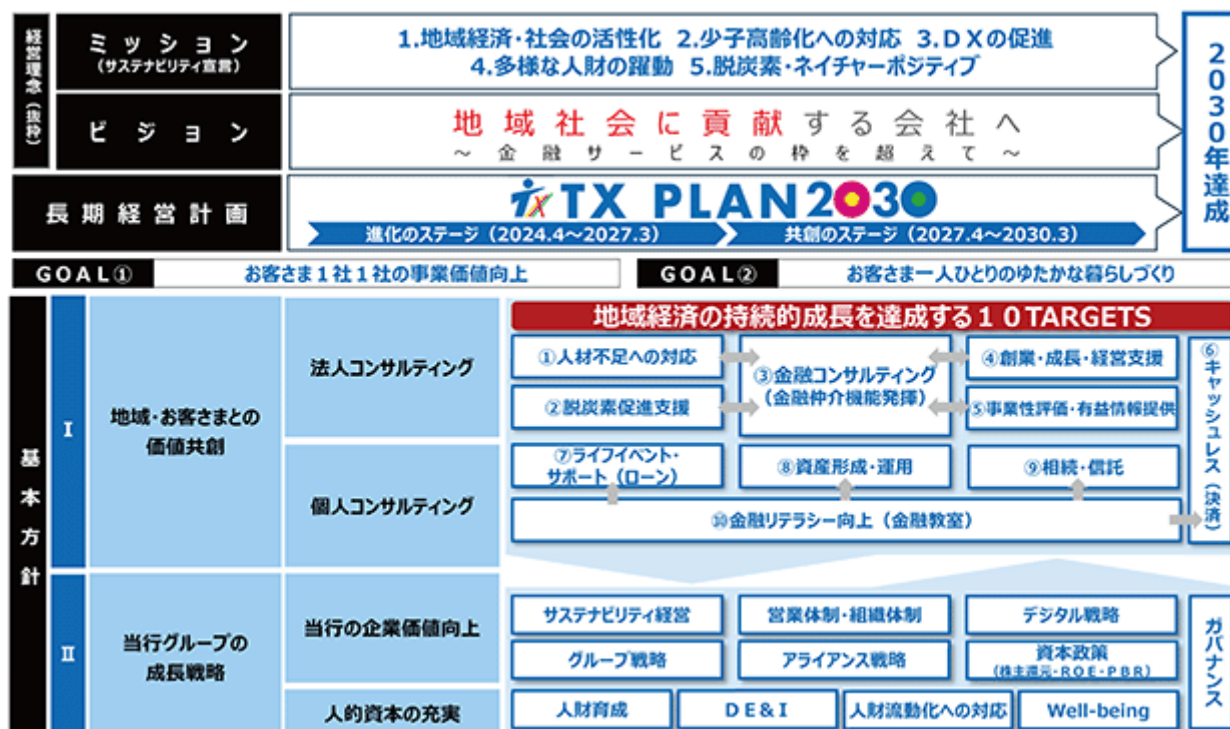 経営理念（抜粋）
ミッション
（サステナビリティ宣言）
1.地域経済・社会の活性化 2.少子高齢化への対応 3.DXの促進
4.多様な人財の躍動 5.脱炭素・ネイチャーポジティブ
ビジョン
地域社会に貢献する会社へ
～金融サービスの枠を超えて～
長期経営計画
TX PLAN2030
進化のステージ（2024.4～2027.3）
共創のステージ（2027.4～2030.3）
2030年達成
GOAL①
お客さま1社1社の事業価値向上
GOAL②
お客さま一人ひとりのゆたかな暮らしづくり
基本方針
Ⅰ
地域・お客さまとの
価値共創
法人コンサルティング
個人コンサルティング
地域経済の持続的成長を達成する10TARGETS
①人材不足への対応
②脱炭素促進支援
③金融コンサルティング
（金融仲介機能発揮）
④創業・成長・経営支援
⑤事業性評価・有益情報提供
⑥キャッシュレス（決済）
⑦ライフイベント・
サポート（ローン）
⑧資産形成・運用
⑨相続・信託
⑩金融リテラシー向上（金融教室）
Ⅱ
当行グループの
成長戦略
当行の企業価値向上
サステナビリティ経営
営業体制・組織体制
デジタル戦略
グループ戦略
アライアンス戦略
資本政策
（株主還元・ROE・PBR）
ガバナンス
人的資本の充実
人財育成
DE&I
人財流動化への対応
Well-being